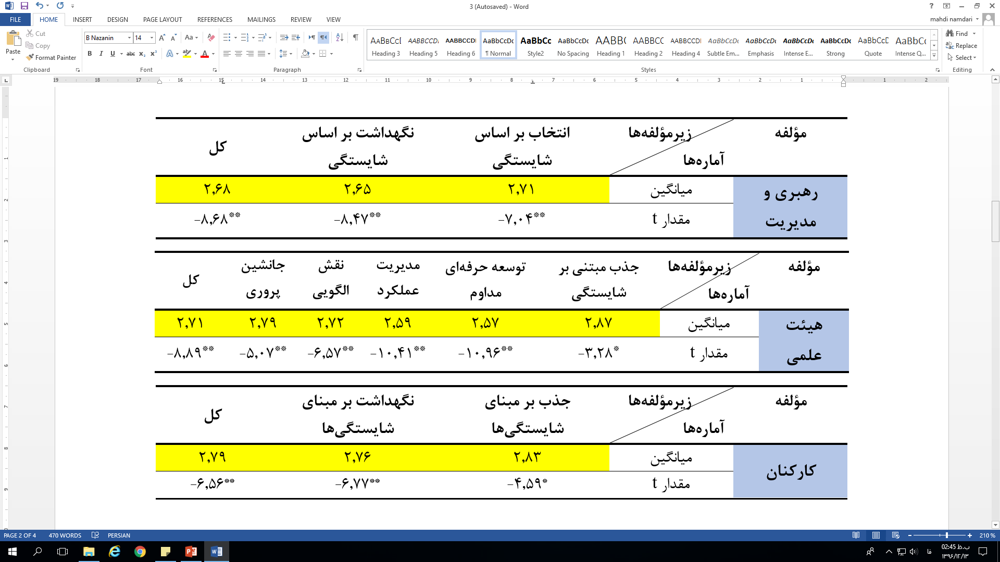 3 (Autosaved) - Word
mahdi namdari
FILE HOME INSERT DESIGN PAGE LAYOUT REFERENCES MAILINGS REVIEW VIEW
Paste
Cut
Copy
Format Painter
Clipboard
B Nazanin 14
Font
Paragraph
AaBbCcI Heading 3
AABBCCDI Heading 5
AABBCCDI Heading 6
AaBbCcDc ¶ Normal
AaBbCc Style2
AaBbCcDc No Spacing
AABB( Heading 1
AABBCC Heading 2
AABBCCDI Heading 4
AaBbCcDc Subtle Em...
AaBbCcDc Emphasis
AaBbCcDc Intense E...
AaBbCcDc Strong
AaBbCcD Quote
AaBbCc Intense Q...
Styles
Find
Replace
Select
Editing
19 18 17 16 15 14 13 12 11 10 9 8 7 6 5 4 3 2 1 1 2
مؤلفه زیرمؤلفه‌ها آماره‌ها انتخاب بر اساس شایستگی نگهداشت بر اساس شایستگی کل
رهبری و مدیریت
میانگین ۲,۷۱ ۲,۶۵ ۲,۶۸
مقدار t -۷,۰۴** -۸,۴۷** -۸,۶۸**
مؤلفه زیرمؤلفه‌ها آماره‌ها جذب مبتنی بر شایستگی توسعه حرفه‌ای مداوم مدیریت عملکرد نقش الگویی جانشین پروری کل
هیئت علمی
میانگین ۲,۸۷ ۲,۵۷ ۲,۵۹ ۲,۷۲ ۲,۷۹ ۲,۷۱
مقدار t -۳,۲۸* -۱۰,۹۶** -۱۰,۴۱** -۶,۵۷** -۵,۰۷** -۸,۸۹**
مؤلفه زیرمؤلفه‌ها آماره‌ها جذب بر مبنای شایستگی‌ها نگهداشت بر مبنای شایستگی‌ها کل
کارکنان
میانگین ۲,۸۳ ۲,۷۶ ۲,۷۹
مقدار t -۴,۵۹* -۶,۷۷** -۶,۵۶**
PAGE 2 OF 4 470 WORDS PERSIAN
210 %
فا
02:45 ب.ظ
۱۳۹۶/۱۲/۱۳